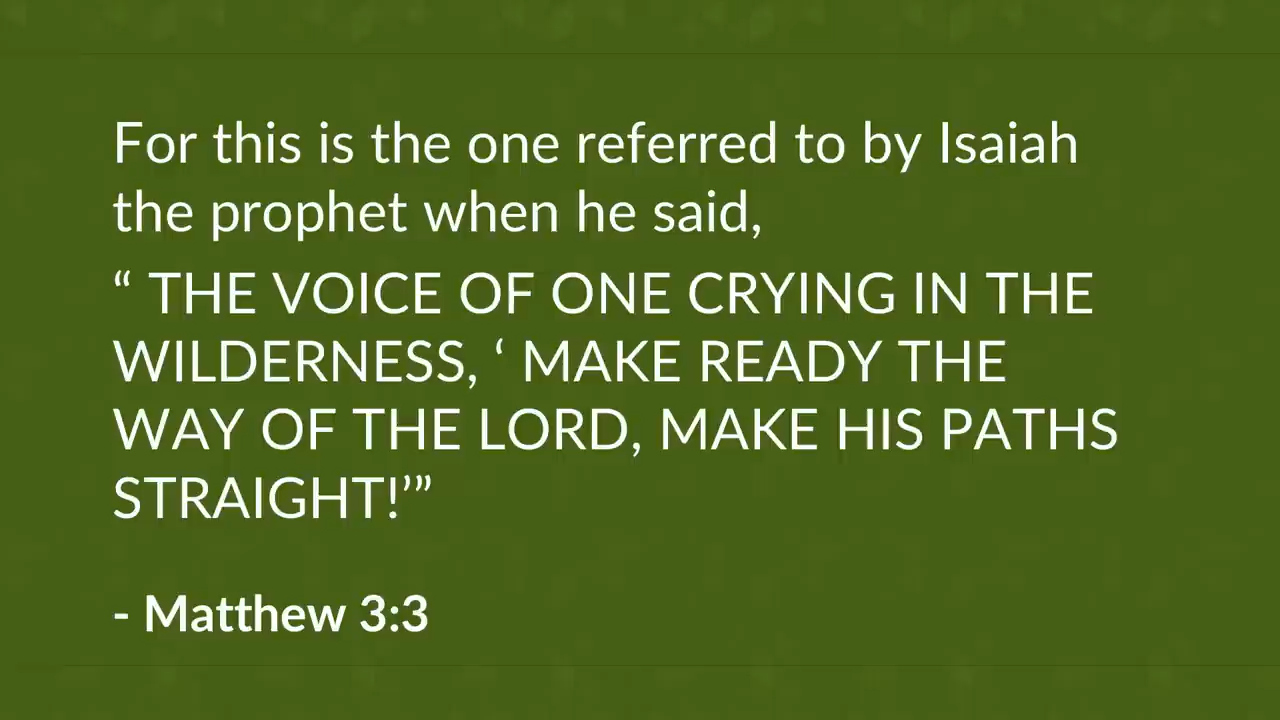 For this is the one referred to by Isaiah
the prophet when he said,
“ THE VOICE OF ONE CRYING IN THE
WILDERNESS, ‘ MAKE READY THE
WAY OF THE LORD, MAKE HIS PATHS
STRAIGHT!’”
- Matthew 3:3